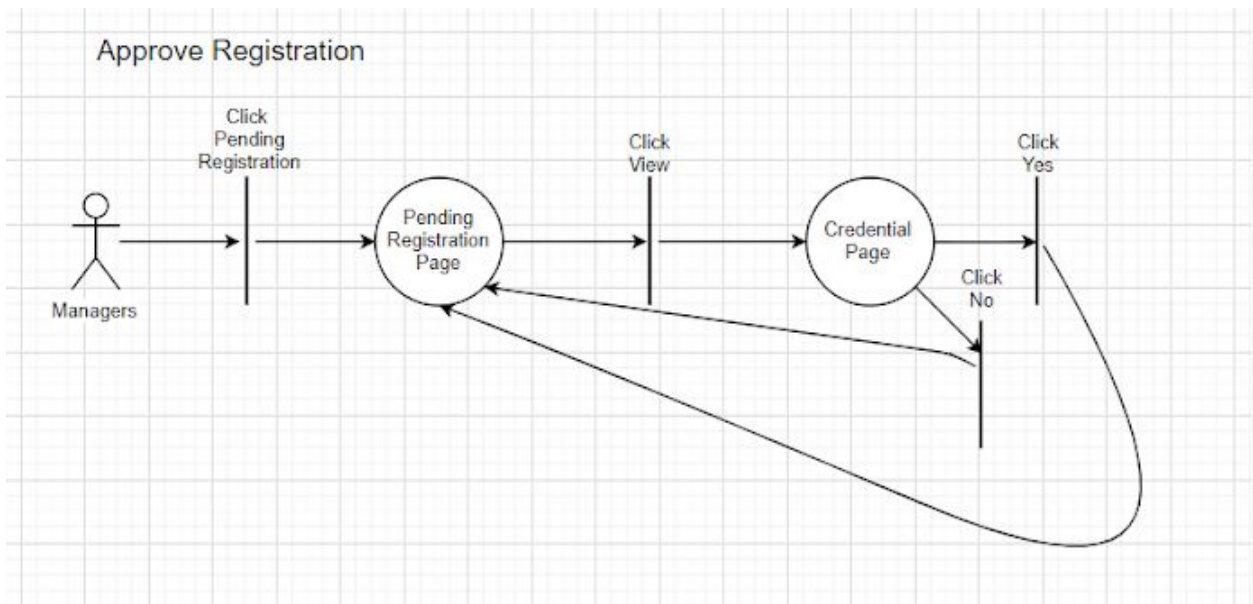 Approve Registration
Click
Pending
Registration
Click
View
Click
Yes
Pending
Registration
Page
Credential
Page
Click
No
Managers